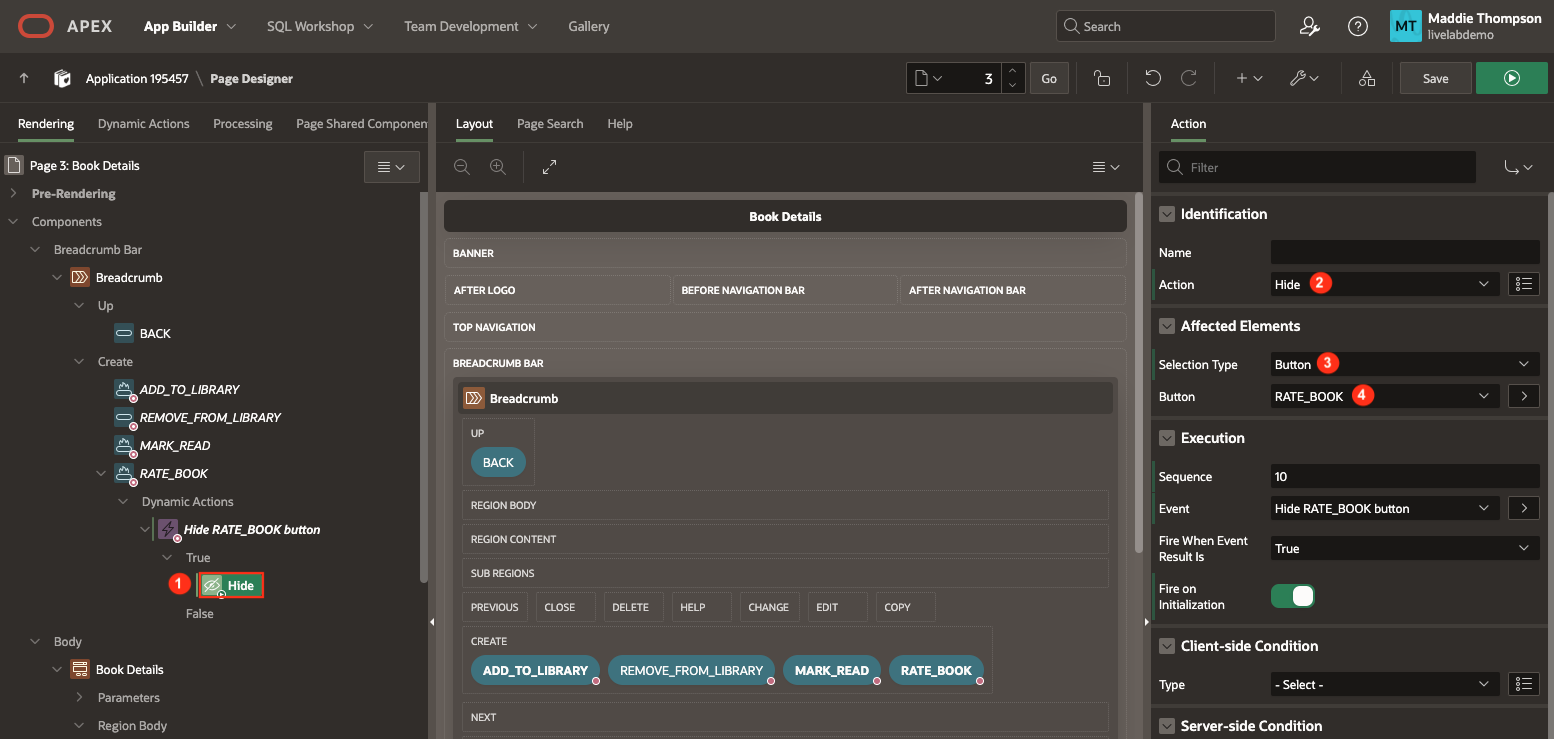 APEX App Builder SQL Workshop Team Development Gallery Search MT Maddie Thompson
livelabdemo
Application 195457 \ Page Designer 3 Go Save
Rendering Dynamic Actions Processing Page Shared Componen
Layout Page Search Help
Action
Page 3: Book Details
Pre-Rendering
Components
Breadcrumb Bar
Breadcrumb
Up
BACK
Create
ADD_TO_LIBRARY
REMOVE_FROM_LIBRARY
MARK_READ
RATE_BOOK
Dynamic Actions
Hide RATE_BOOK button
True
1 Hide
False
Body
Book Details
Parameters
Region Body
Book Details
BANNER
AFTER LOGO BEFORE NAVIGATION BAR AFTER NAVIGATION BAR
TOP NAVIGATION
BREADCRUMB BAR
Breadcrumb
UP
BACK
REGION BODY
REGION CONTENT
SUB REGIONS
PREVIOUS CLOSE DELETE HELP CHANGE EDIT COPY
CREATE
ADD_TO_LIBRARY REMOVE_FROM_LIBRARY MARK_READ RATE_BOOK
NEXT
Filter
Identification
Name
Action Hide 2
Affected Elements
Selection Type Button 3
Button RATE_BOOK 4
Execution
Sequence 10
Event Hide RATE_BOOK button
Fire When Event
Result Is True
Fire on
Initialization
Client-side Condition
Type - Select -
Server-side Condition